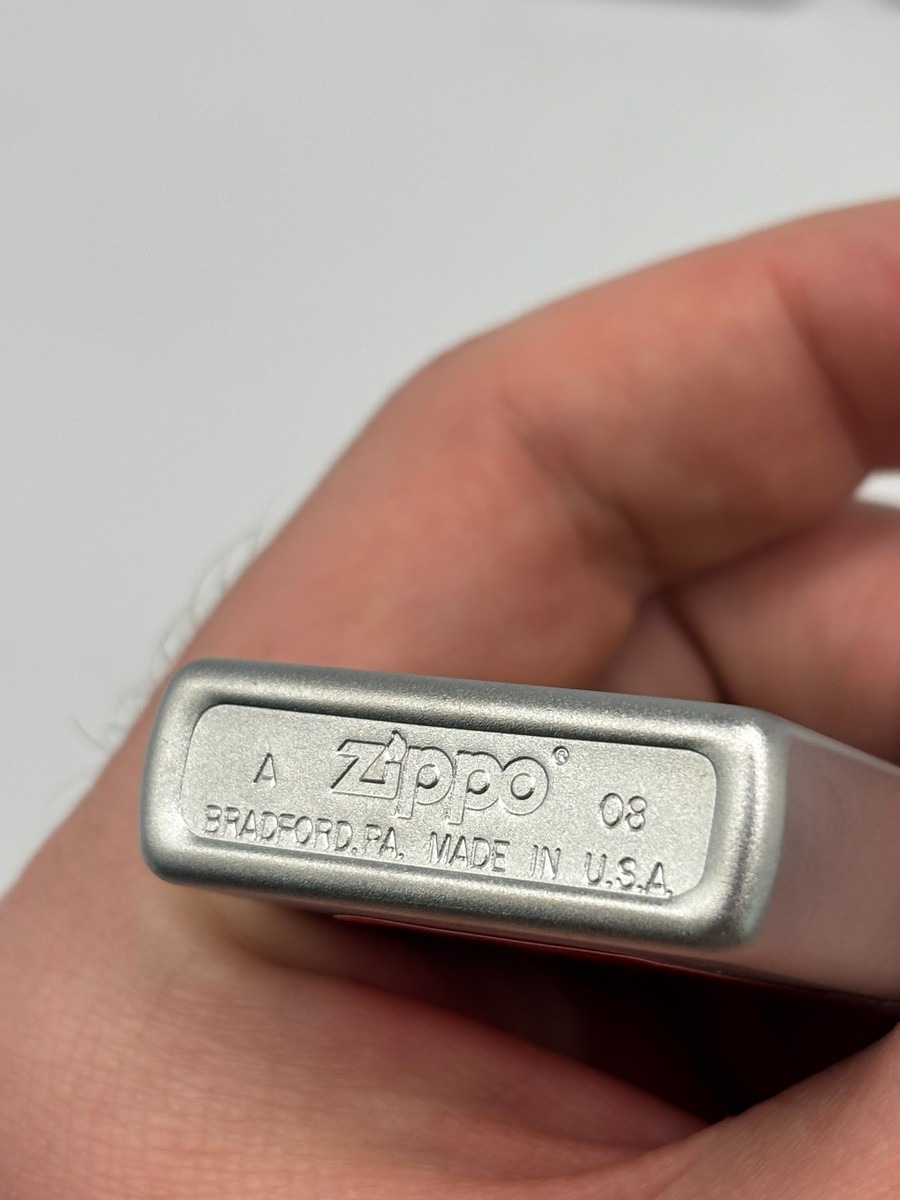 A Zippo® 08
BRADFORD, PA. MADE IN U.S.A.